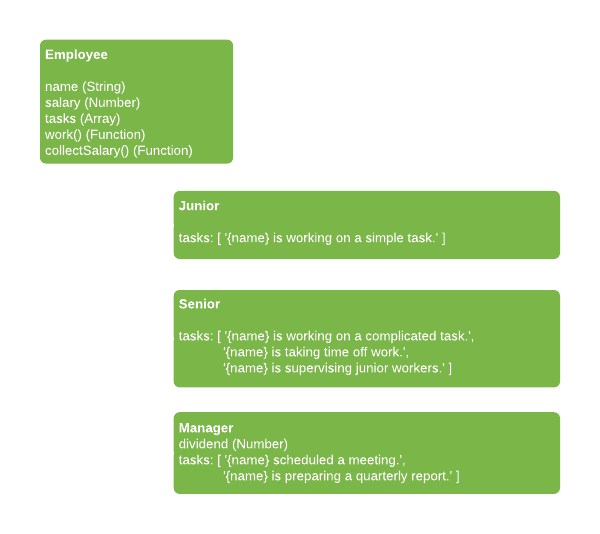 Employee
name (String)
salary (Number)
tasks (Array)
work() (Function)
collectSalary() (Function)
Junior
tasks: [ '{name} is working on a simple task.' ]
Senior
tasks: [ '{name} is working on a complicated task.',
'{name} is taking time off work.',
'{name} is supervising junior workers.' ]
Manager
dividend (Number)
tasks: [ '{name} scheduled a meeting.',
'{name} is preparing a quarterly report.' ]